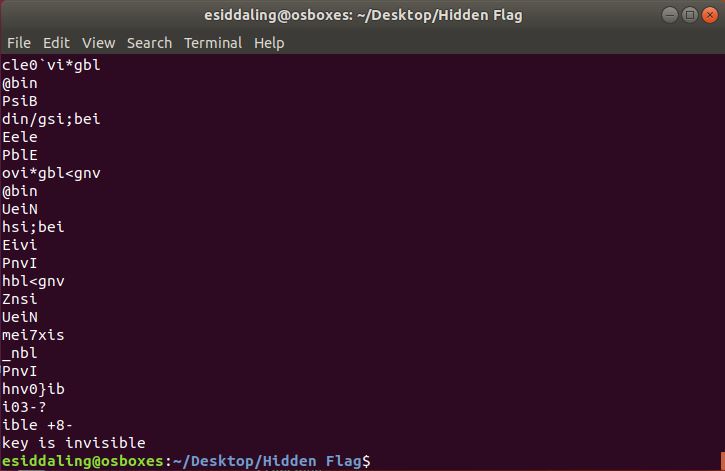 esiddaling@osboxes: ~/Desktop/Hidden Flag
File Edit View Search Terminal Help
cle0`vi*gbl
@bin
PsiB
din/gsi;bei
Eele
PblE
ovi*gbl<gnv
@bin
UeiN
hsi;bei
Eivi
PnvI
hbl<gnv
Znsi
UeiN
mei7xis
_nbl
PnvI
hnv0}ib
i03-?
ible +8-
key is invisible
esiddaling@osboxes:~/Desktop/Hidden Flag$